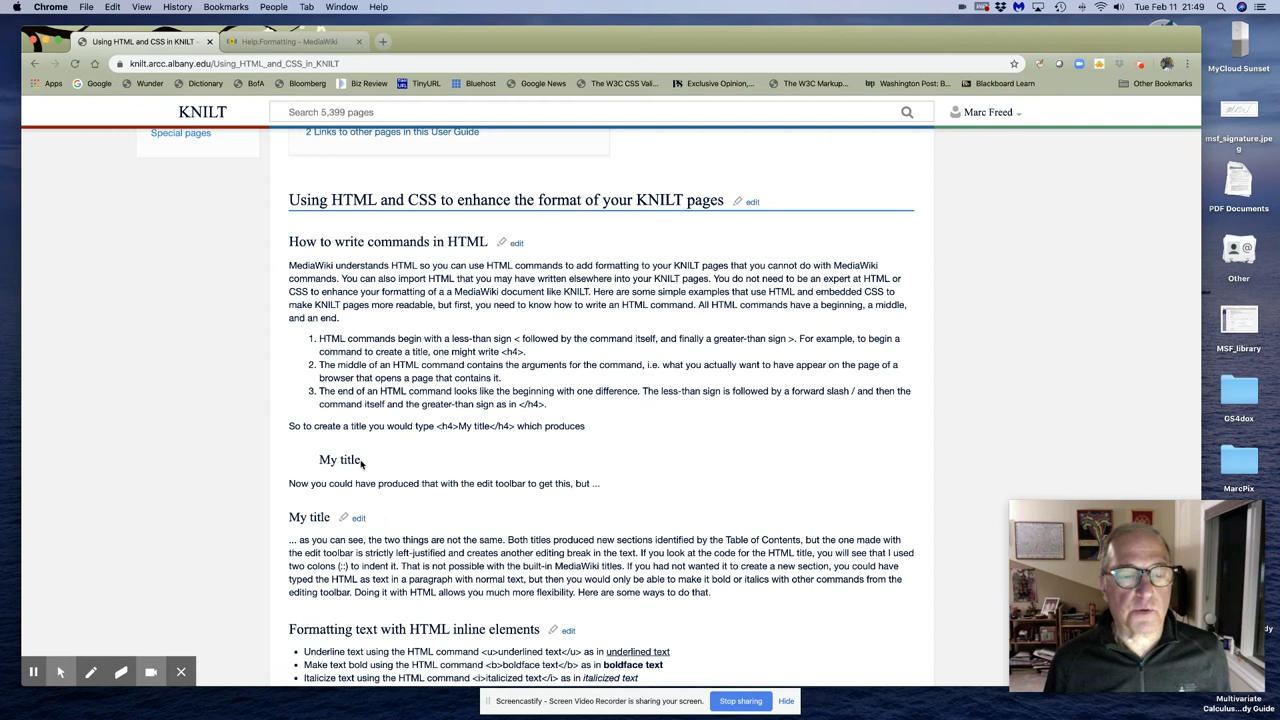 Chrome File Edit View History Bookmarks People Tab Window Help Tue Feb 11 21:49
Using HTML and CSS in KNILT - Help:Formatting - MediaWiki
knilt.arcc.albany.edu/Using_HTML_and_CSS_in_KNILT
Apps Google Wunder Dictionary BofA Bloomberg Biz Review TinyURL Bluehost Google News The W3C CSS Vali... Exclusive Opinion,... The W3C Markup... Washington Post: B... Blackboard Learn Other Bookmarks
KNILT Search 5,399 pages Marc Freed
Special pages
2 Links to other pages in this User Guide
Using HTML and CSS to enhance the format of your KNILT pages edit
How to write commands in HTML edit
MediaWiki understands HTML so you can use HTML commands to add formatting to your KNILT pages that you cannot do with MediaWiki
commands. You can also import HTML that you may have written elsewhere into your KNILT pages. You do not need to be an expert at HTML or
CSS to enhance your formatting of a a MediaWiki document like KNILT. Here are some simple examples that use HTML and embedded CSS to
make KNILT pages more readable, but first, you need to know how to write an HTML command. All HTML commands have a beginning, a middle,
and an end.
1. HTML commands begin with a less-than sign < followed by the command itself, and finally a greater-than sign >. For example, to begin a
command to create a title, one might write <h4>.
2. The middle of an HTML command contains the arguments for the command, i.e. what you actually want to have appear on the page of a
browser that opens a page that contains it.
3. The end of an HTML command looks like the beginning with one difference. The less-than sign is followed by a forward slash / and then the
command itself and the greater-than sign as in </h4>.
So to create a title you would type <h4>My title</h4> which produces
My title
Now you could have produced that with the edit toolbar to get this, but ...
My title edit
... as you can see, the two things are not the same. Both titles produced new sections identified by the Table of Contents, but the one made with
the edit toolbar is strictly left-justified and creates another editing break in the text. If you look at the code for the HTML title, you will see that I used
two colons (::) to indent it. That is not possible with the built-in MediaWiki titles. If you had not wanted it to create a new section, you could have
typed the HTML as text in a paragraph with normal text, but then you would only be able to make it bold or italics with other commands from the
editing toolbar. Doing it with HTML allows you much more flexibility. Here are some ways to do that.
Formatting text with HTML inline elements edit
• Underline text using the HTML command <u>underlined text</u> as in underlined text
• Make text bold using the HTML command <b>boldface text</b> as in boldface text
• Italicize text using the HTML command <i>italicized text</i> as in italicized text
Screencastify - Screen Video Recorder is sharing your screen. Stop sharing Hide
MyCloud Sunset
msf_signature.jpe
g
PDF Documents
Other
MSF_library
GS4dox
MarcPix
Multivariate
Calculus...dy Guide